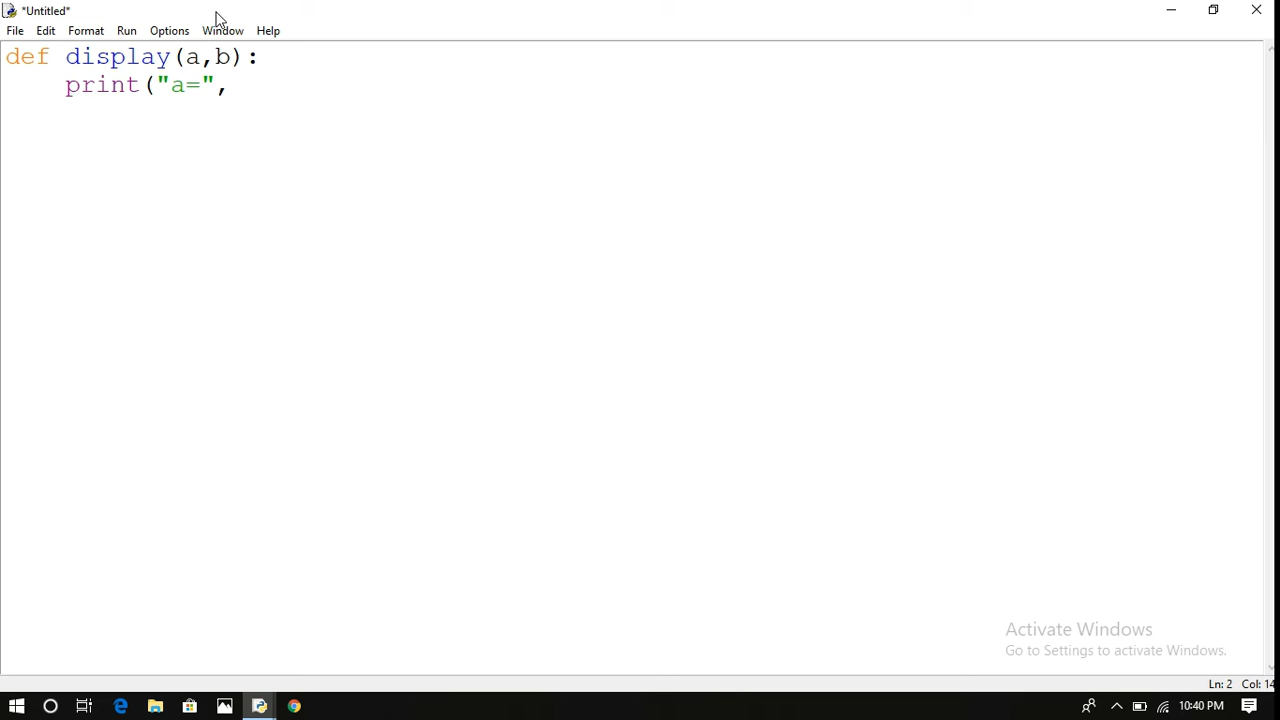 *Untitled*
File Edit Format Run Options Window Help
def display(a,b):
    print("a=",
Activate Windows
Go to Settings to activate Windows.
Ln: 2 Col: 14
10:40 PM